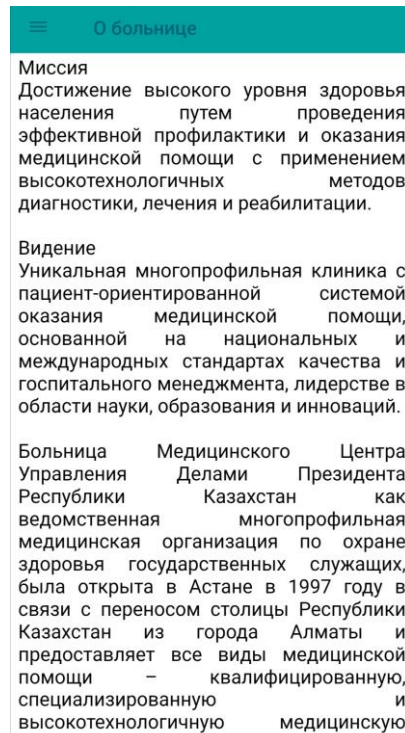 О больнице
Миссия
Достижение высокого уровня здоровья
населения путем проведения
эффективной профилактики и оказания
медицинской помощи с применением
высокотехнологичных методов
диагностики, лечения и реабилитации.
Видение
Уникальная многопрофильная клиника с
пациент-ориентированной системой
оказания медицинской помощи,
основанной на национальных и
международных стандартах качества и
госпитального менеджмента, лидерстве в
области науки, образования и инноваций.
Больница Медицинского Центра
Управления Делами Президента
Республики Казахстан как
ведомственная многопрофильная
медицинская организация по охране
здоровья государственных служащих,
была открыта в Астане в 1997 году в
связи с переносом столицы Республики
Казахстан из города Алматы и
предоставляет все виды медицинской
помощи – квалифицированную,
специализированную и
высокотехнологичную медицинскую